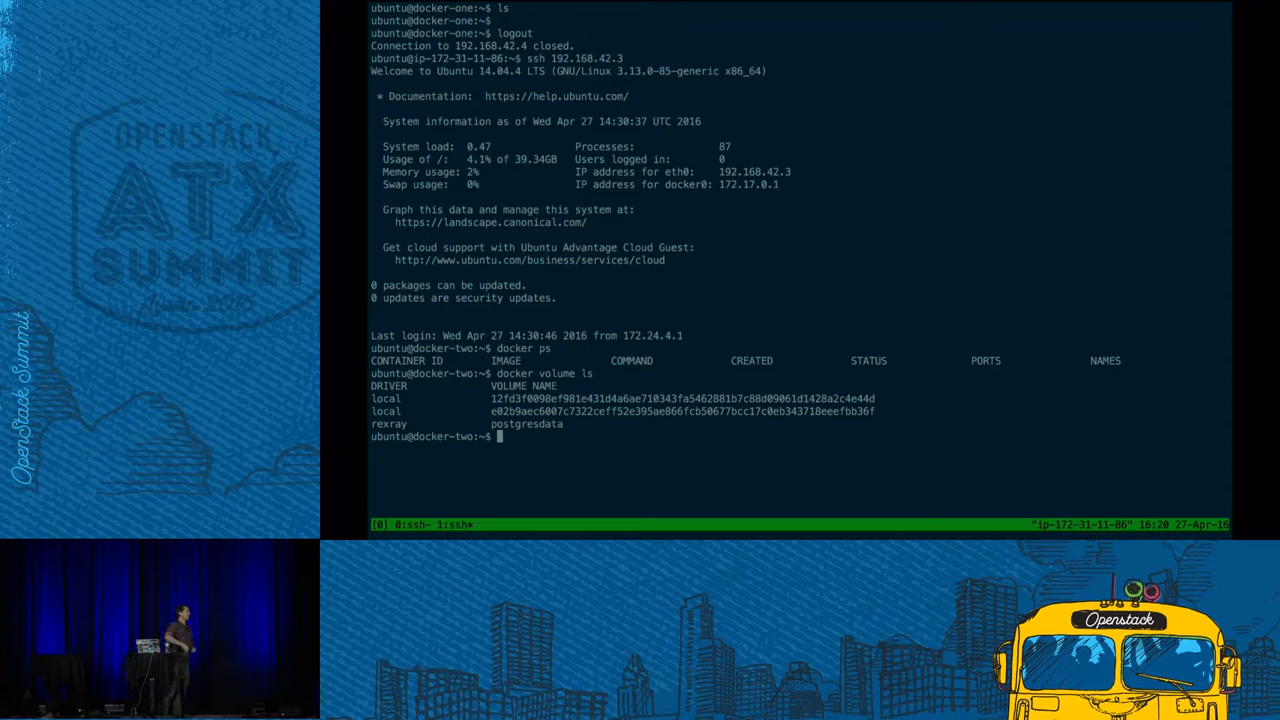 ubuntu@docker-one:~$ ls
ubuntu@docker-one:~$
ubuntu@docker-one:~$ logout
Connection to 192.168.42.4 closed.
ubuntu@ip-172-31-11-86:~$ ssh 192.168.42.3
Welcome to Ubuntu 14.04.4 LTS (GNU/Linux 3.13.0-85-generic x86_64)
* Documentation:  https://help.ubuntu.com/
System information as of Wed Apr 27 14:30:37 UTC 2016
System load:  0.47 Processes: 87
Usage of /:   4.1% of 39.34GB Users logged in: 0
Memory usage: 2% IP address for eth0: 192.168.42.3
Swap usage:   0% IP address for docker0: 172.17.0.1
Graph this data and manage this system at:
https://landscape.canonical.com/
Get cloud support with Ubuntu Advantage Cloud Guest:
http://www.ubuntu.com/business/services/cloud
0 packages can be updated.
0 updates are security updates.
Last login: Wed Apr 27 14:30:46 2016 from 172.24.4.1
ubuntu@docker-two:~$ docker ps
CONTAINER ID IMAGE COMMAND CREATED STATUS PORTS NAMES
ubuntu@docker-two:~$ docker volume ls
DRIVER VOLUME NAME
local 12fd3f0098ef981e431d4a6ae710343fa5462881b7c88d09061d1428a2c4e44d
local e02b9aec6007c7322ceff52e395ae866fcb50677bcc17c0eb343718eeefbb36f
rexray postgresdata
ubuntu@docker-two:~$
[0] 0:ssh- 1:ssh* "ip-172-31-11-86" 16:20 27-Apr-16
OPENSTACK
ATX
SUMMIT
OpenStack Summit
Openstack